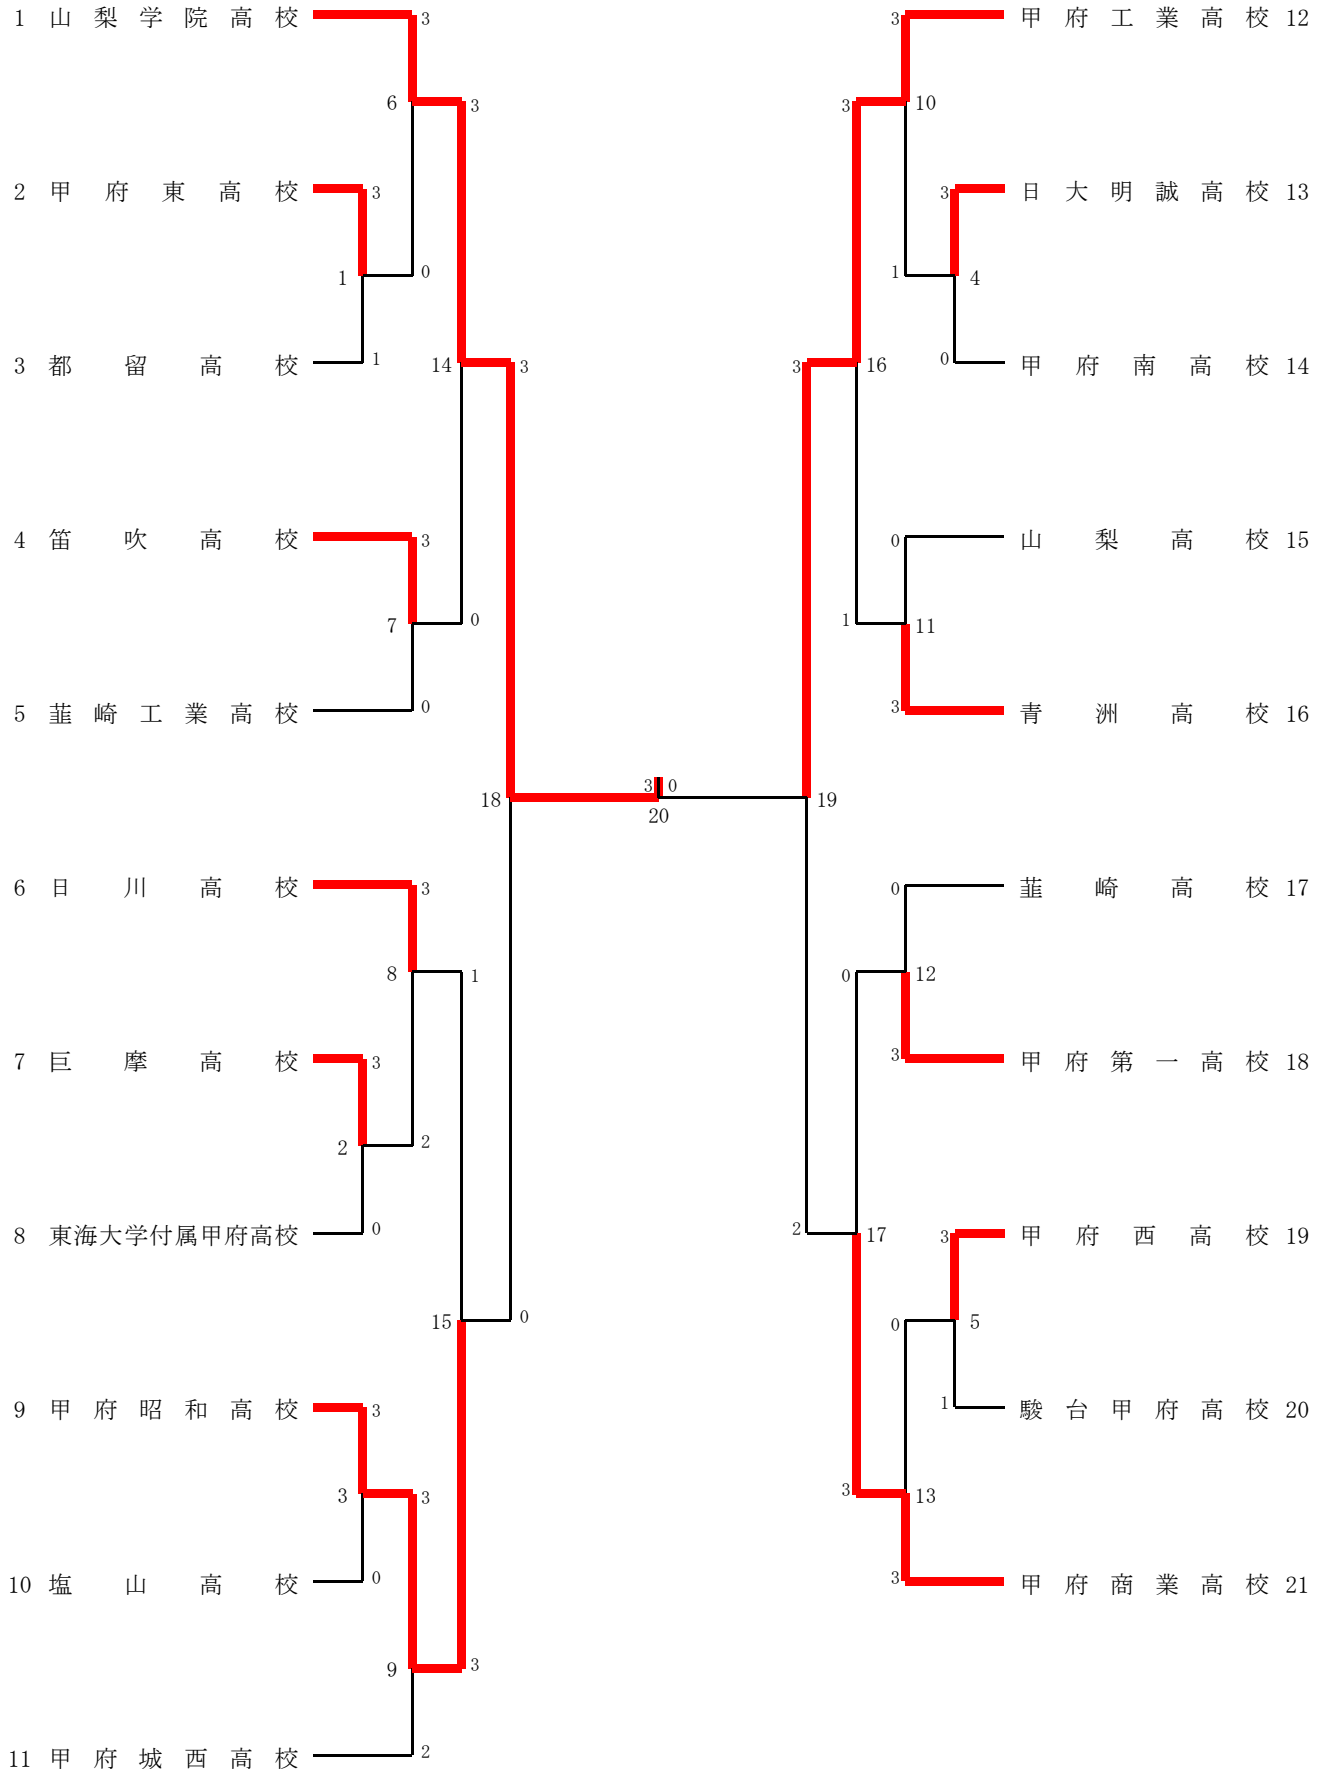 1 山梨学院高校 3 3 甲府工業高校 12
6 3 3 10
2 甲府東高校 3 3 日大明誠高校 13
1 0 1 4
3 都留高校 1 14 3 3 16 0 甲府南高校 14
4 笛吹高校 3 0 山梨高校 15
7 0 1 11
5 韮崎工業高校 0 3 青洲高校 16
18 3 0 19
20
6 日川高校 3 0 韮崎高校 17
8 1 0 12
7 巨摩高校 3 3 甲府第一高校 18
2 2
8 東海大学付属甲府高校 0 2 17 3 甲府西高校 19
15 0 0 5
9 甲府昭和高校 3 1 駿台甲府高校 20
3 3 3 13
10 塩山高校 0 3 甲府商業高校 21
9 3
11 甲府城西高校 2